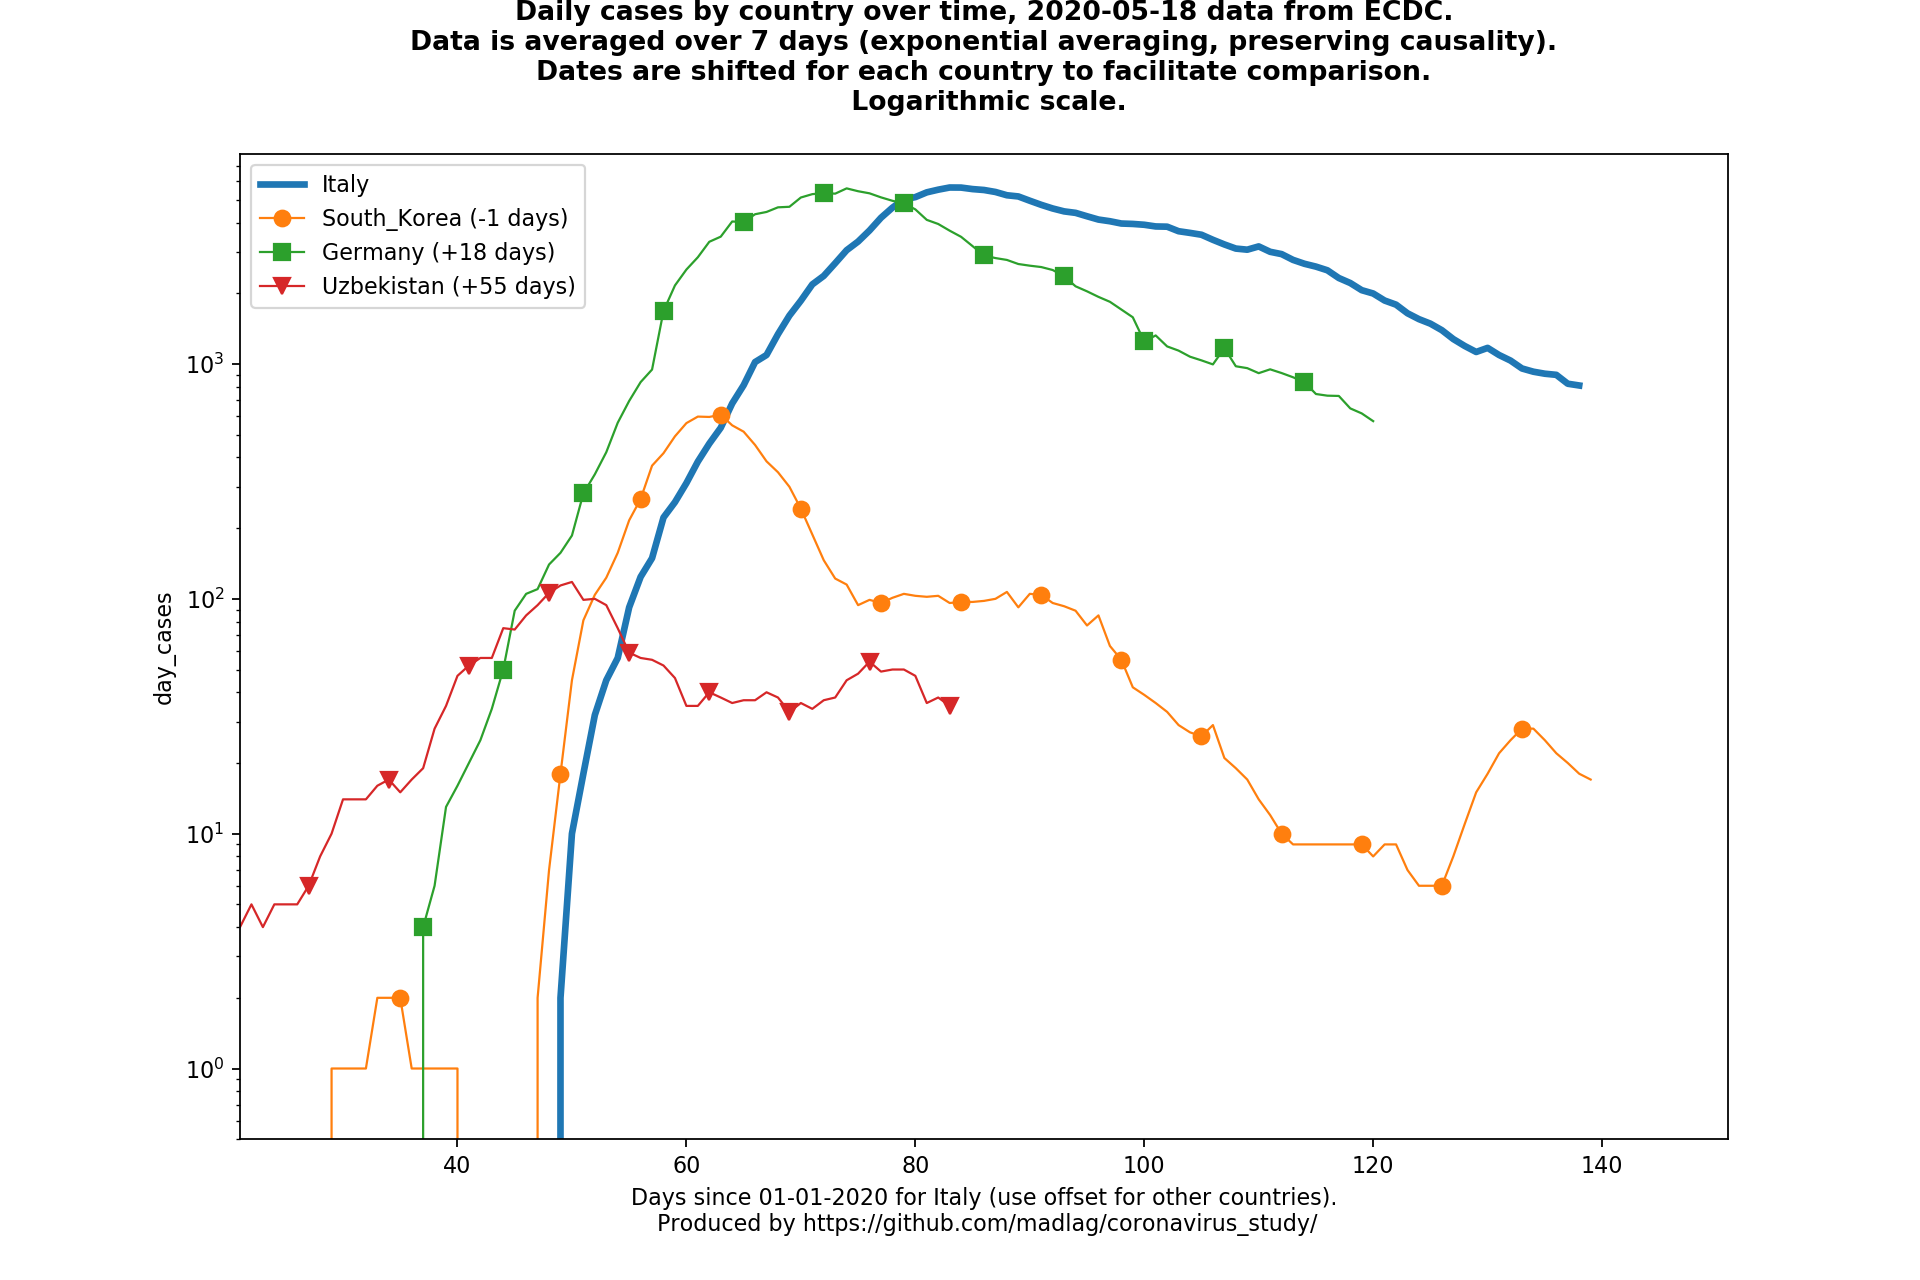 Daily cases by country over time, 2020-05-18 data from ECDC.
Data is averaged over 7 days (exponential averaging, preserving causality).
Dates are shifted for each country to facilitate comparison.
Logarithmic scale.
Italy
South_Korea (-1 days)
Germany (+18 days)
Uzbekistan (+55 days)
10³
10²
10¹
10⁰
day_cases
40 60 80 100 120 140
Days since 01-01-2020 for Italy (use offset for other countries).
Produced by https://github.com/madlag/coronavirus_study/